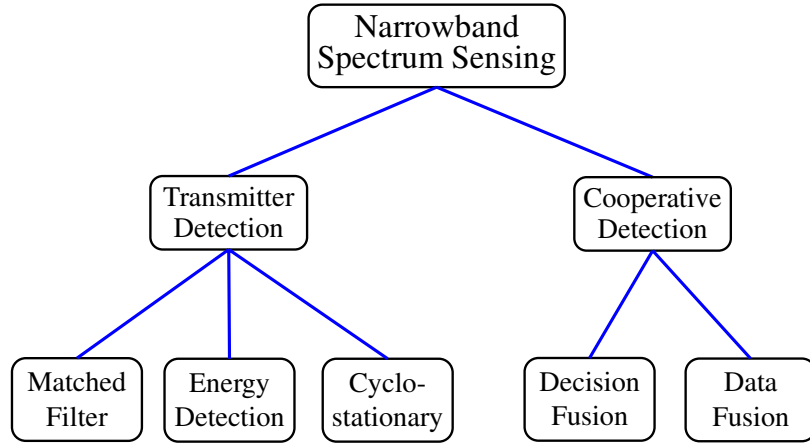 Narrowband
Spectrum Sensing
Transmitter
Detection
Cooperative
Detection
Matched
Filter
Energy
Detection
Cyclo-
stationary
Decision
Fusion
Data
Fusion